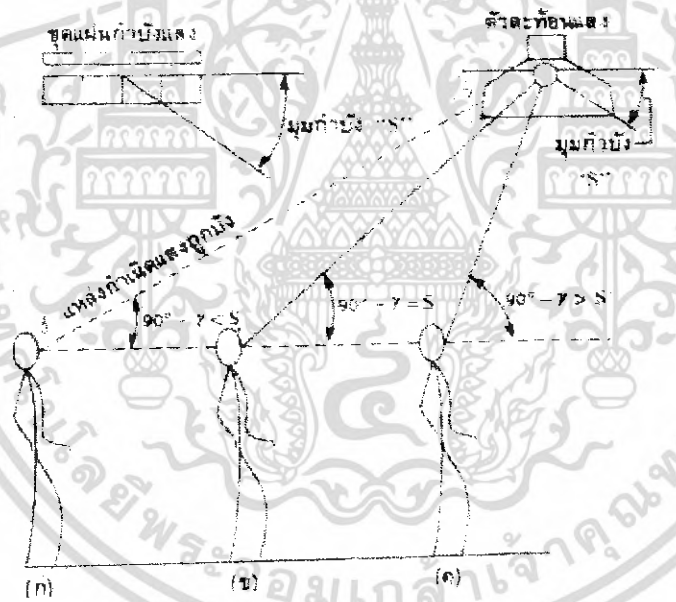 ชุดแผ่นกำบังแสง
ตัวสะท้อนแสง
มุมกำบัง "S"
มุมกำบัง
"S"
แหล่งกำเนิดแสงถูกบัง
90° - γ < S
90° - γ = S
90° - γ > S
(ก)
(ข)
(ค)